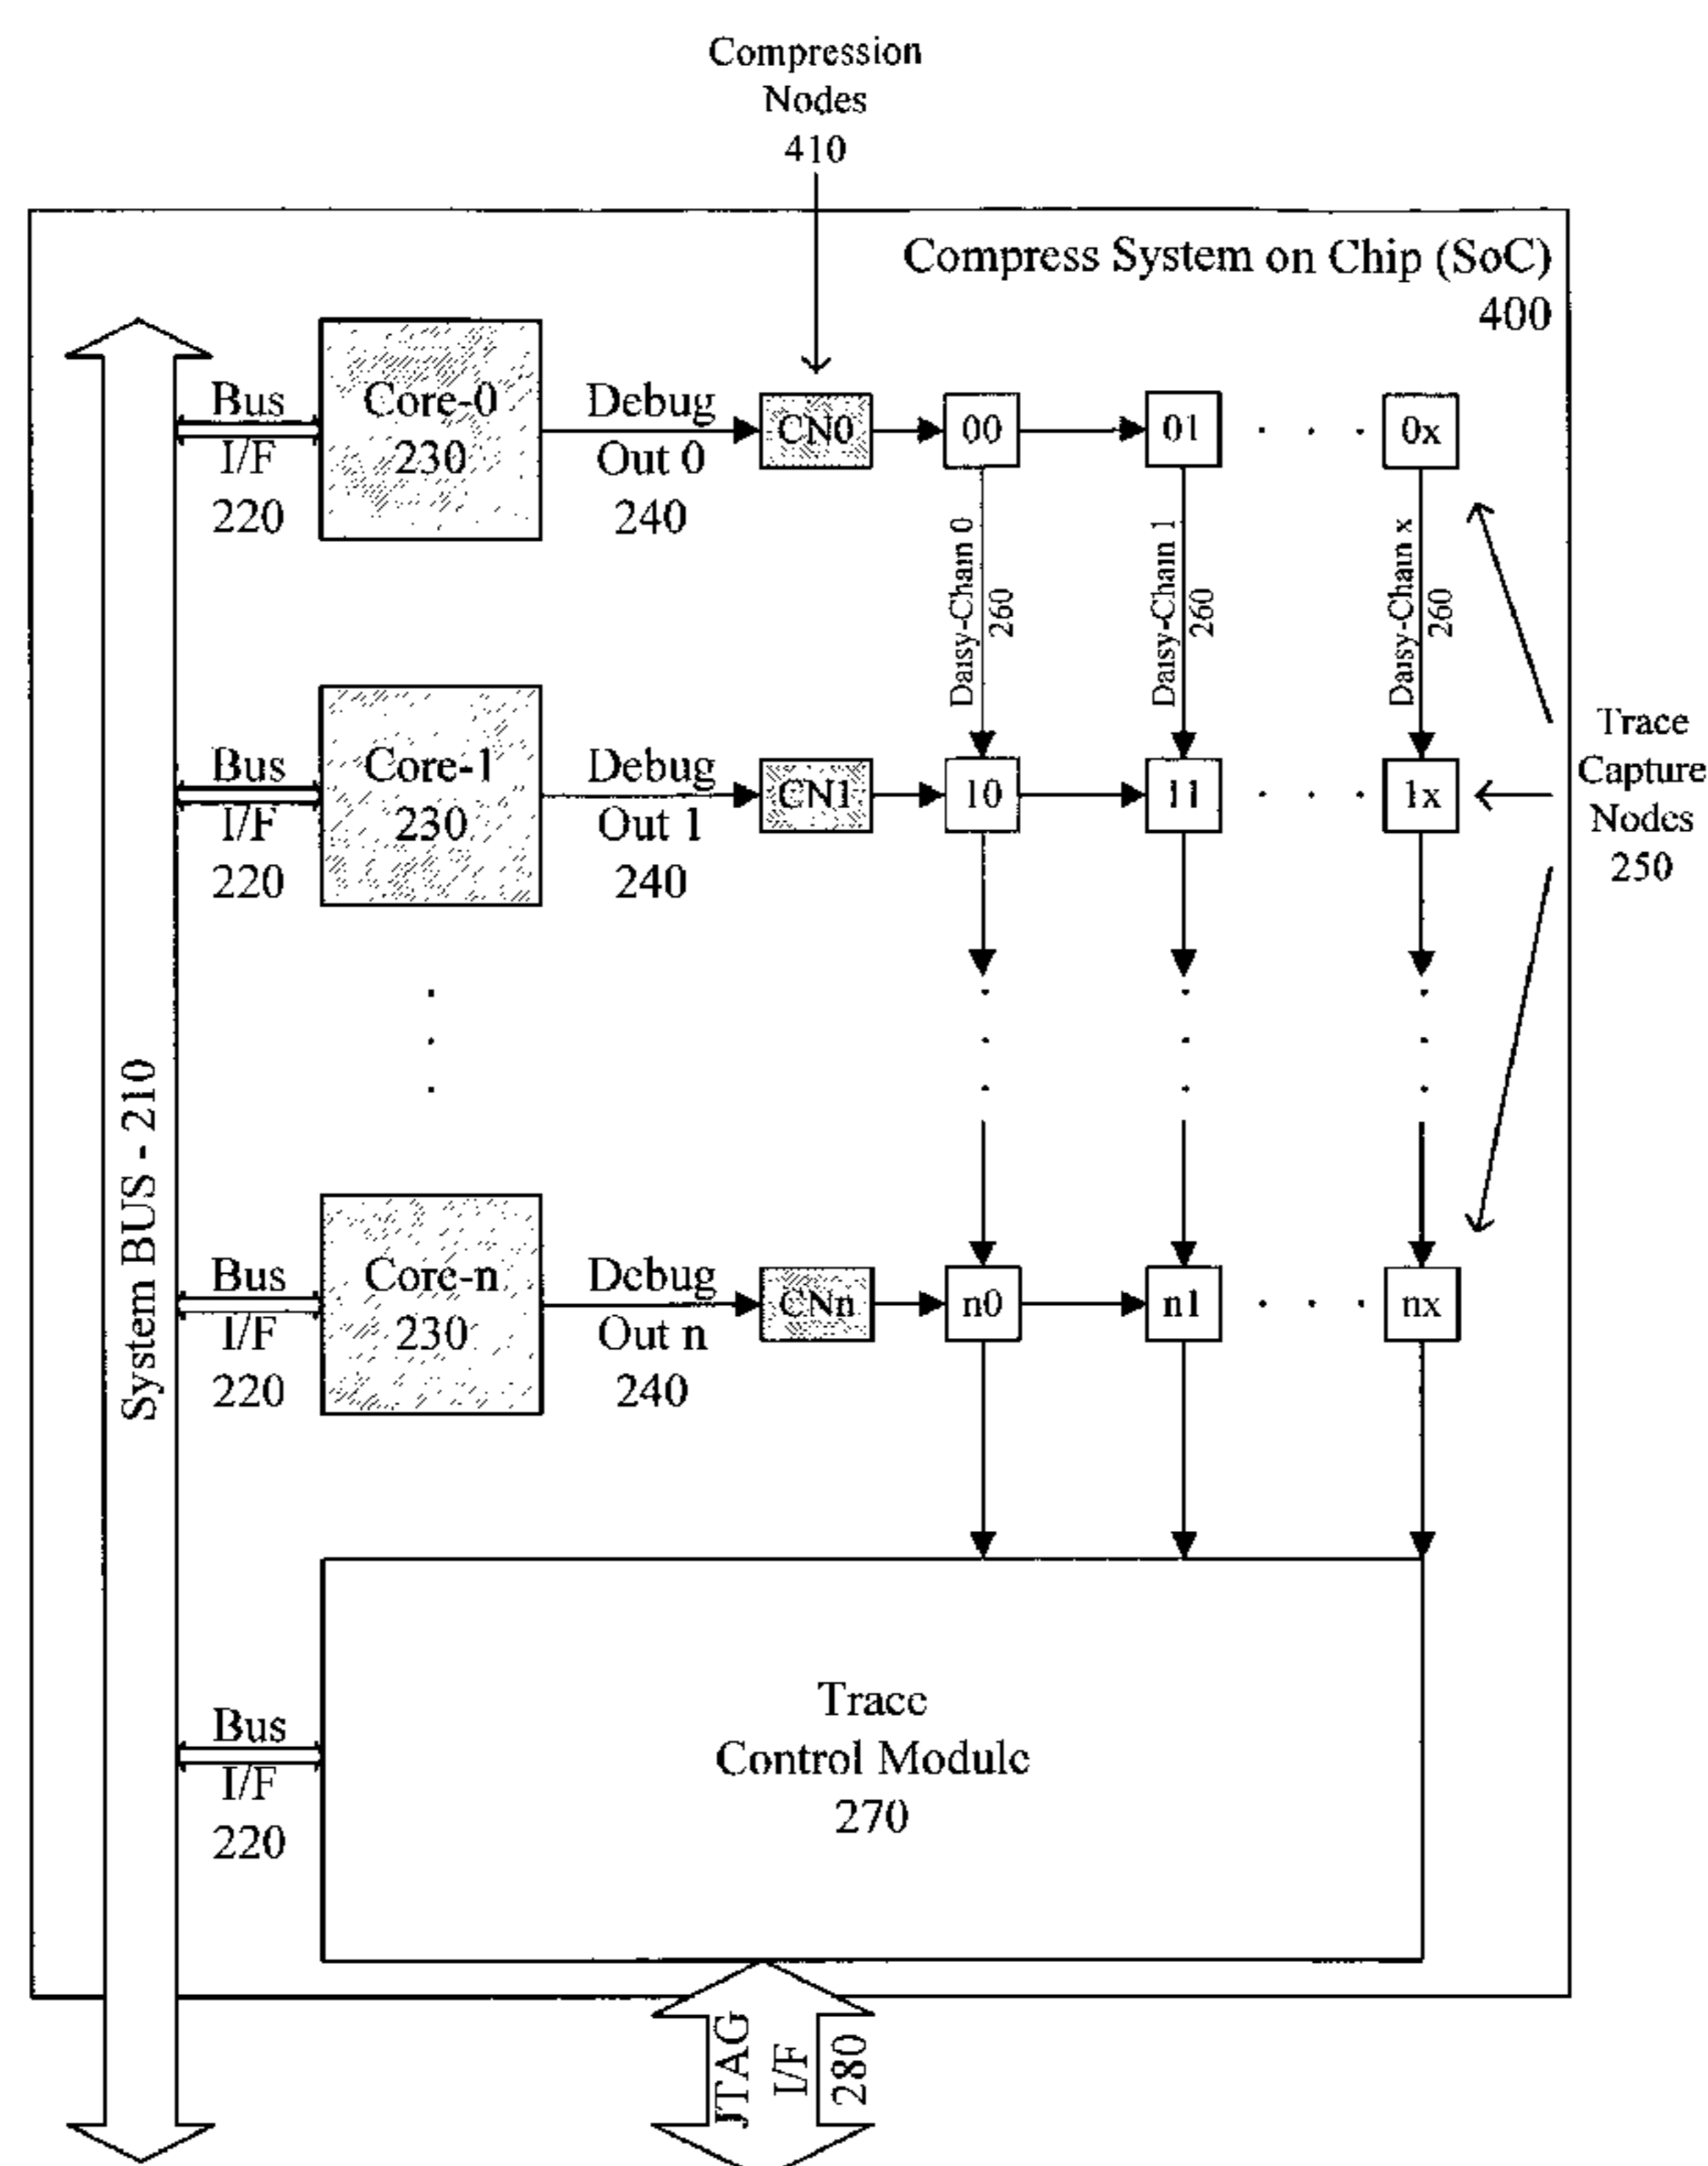 Compression
Nodes
410
Compress System on Chip (SoC)
400
Bus
I/F
220
Core-0
230
Debug
Out 0
240
CN0
00
01
. . .
0x
Daisy-Chain 0
260
Daisy-Chain 1
260
Daisy-Chain x
260
Bus
I/F
220
Core-1
230
Debug
Out 1
240
CN1
10
11
. . .
1x
Trace
Capture
Nodes
250
System BUS - 210
Bus
I/F
220
Core-n
230
Debug
Out n
240
CNn
n0
n1
. . .
nx
Bus
I/F
220
Trace
Control Module
270
JTAG
I/F
280